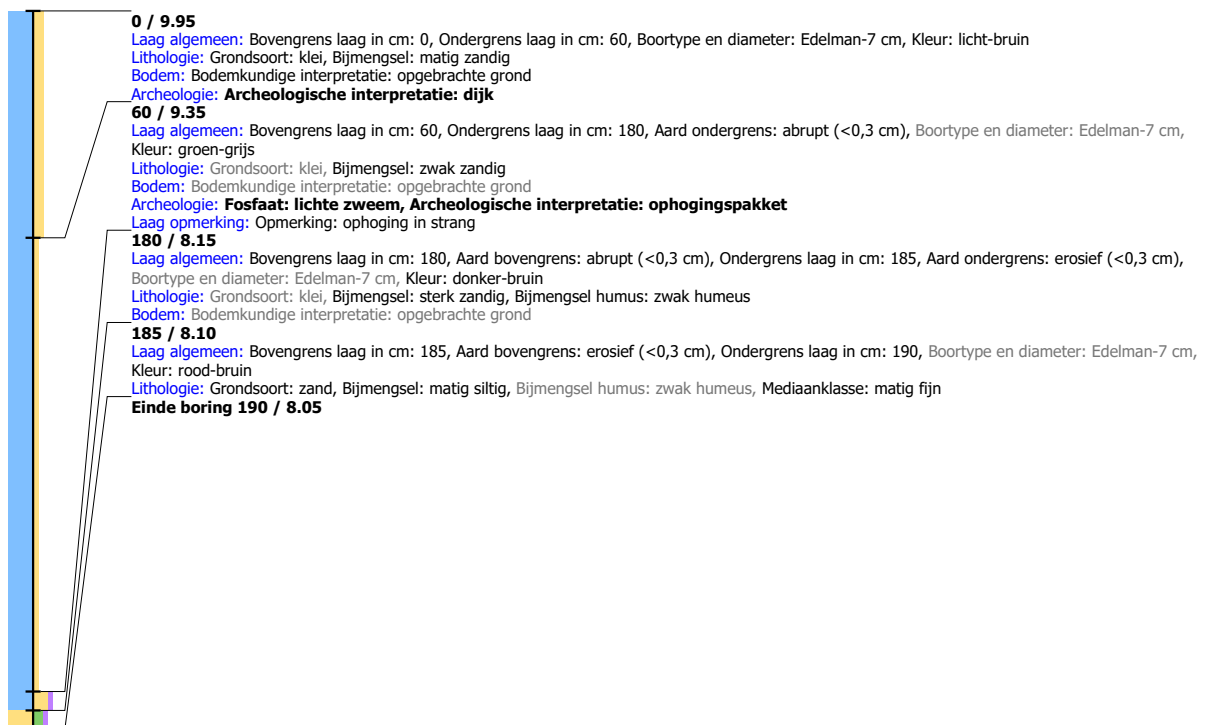 0 / 9.95
Laag algemeen: Bovengrens laag in cm: 0, Ondergrens laag in cm: 60, Boortype en diameter: Edelman-7 cm, Kleur: licht-bruin
Lithologie: Grondsoort: klei, Bijmengsel: matig zandig
Bodem: Bodemkundige interpretatie: opgebrachte grond
Archeologie: Archeologische interpretatie: dijk
60 / 9.35
Laag algemeen: Bovengrens laag in cm: 60, Ondergrens laag in cm: 180, Aard ondergrens: abrupt (<0,3 cm), Boortype en diameter: Edelman-7 cm,
Kleur: groen-grijs
Lithologie: Grondsoort: klei, Bijmengsel: zwak zandig
Bodem: Bodemkundige interpretatie: opgebrachte grond
Archeologie: Fosfaat: lichte zweem, Archeologische interpretatie: ophogingspakket
Laag opmerking: Opmerking: ophoging in strang
180 / 8.15
Laag algemeen: Bovengrens laag in cm: 180, Aard bovengrens: abrupt (<0,3 cm), Ondergrens laag in cm: 185, Aard ondergrens: erosief (<0,3 cm),
Boortype en diameter: Edelman-7 cm, Kleur: donker-bruin
Lithologie: Grondsoort: klei, Bijmengsel: sterk zandig, Bijmengsel humus: zwak humeus
Bodem: Bodemkundige interpretatie: opgebrachte grond
185 / 8.10
Laag algemeen: Bovengrens laag in cm: 185, Aard bovengrens: erosief (<0,3 cm), Ondergrens laag in cm: 190, Boortype en diameter: Edelman-7 cm,
Kleur: rood-bruin
Lithologie: Grondsoort: zand, Bijmengsel: matig siltig, Bijmengsel humus: zwak humeus, Mediaanklasse: matig fijn
Einde boring 190 / 8.05